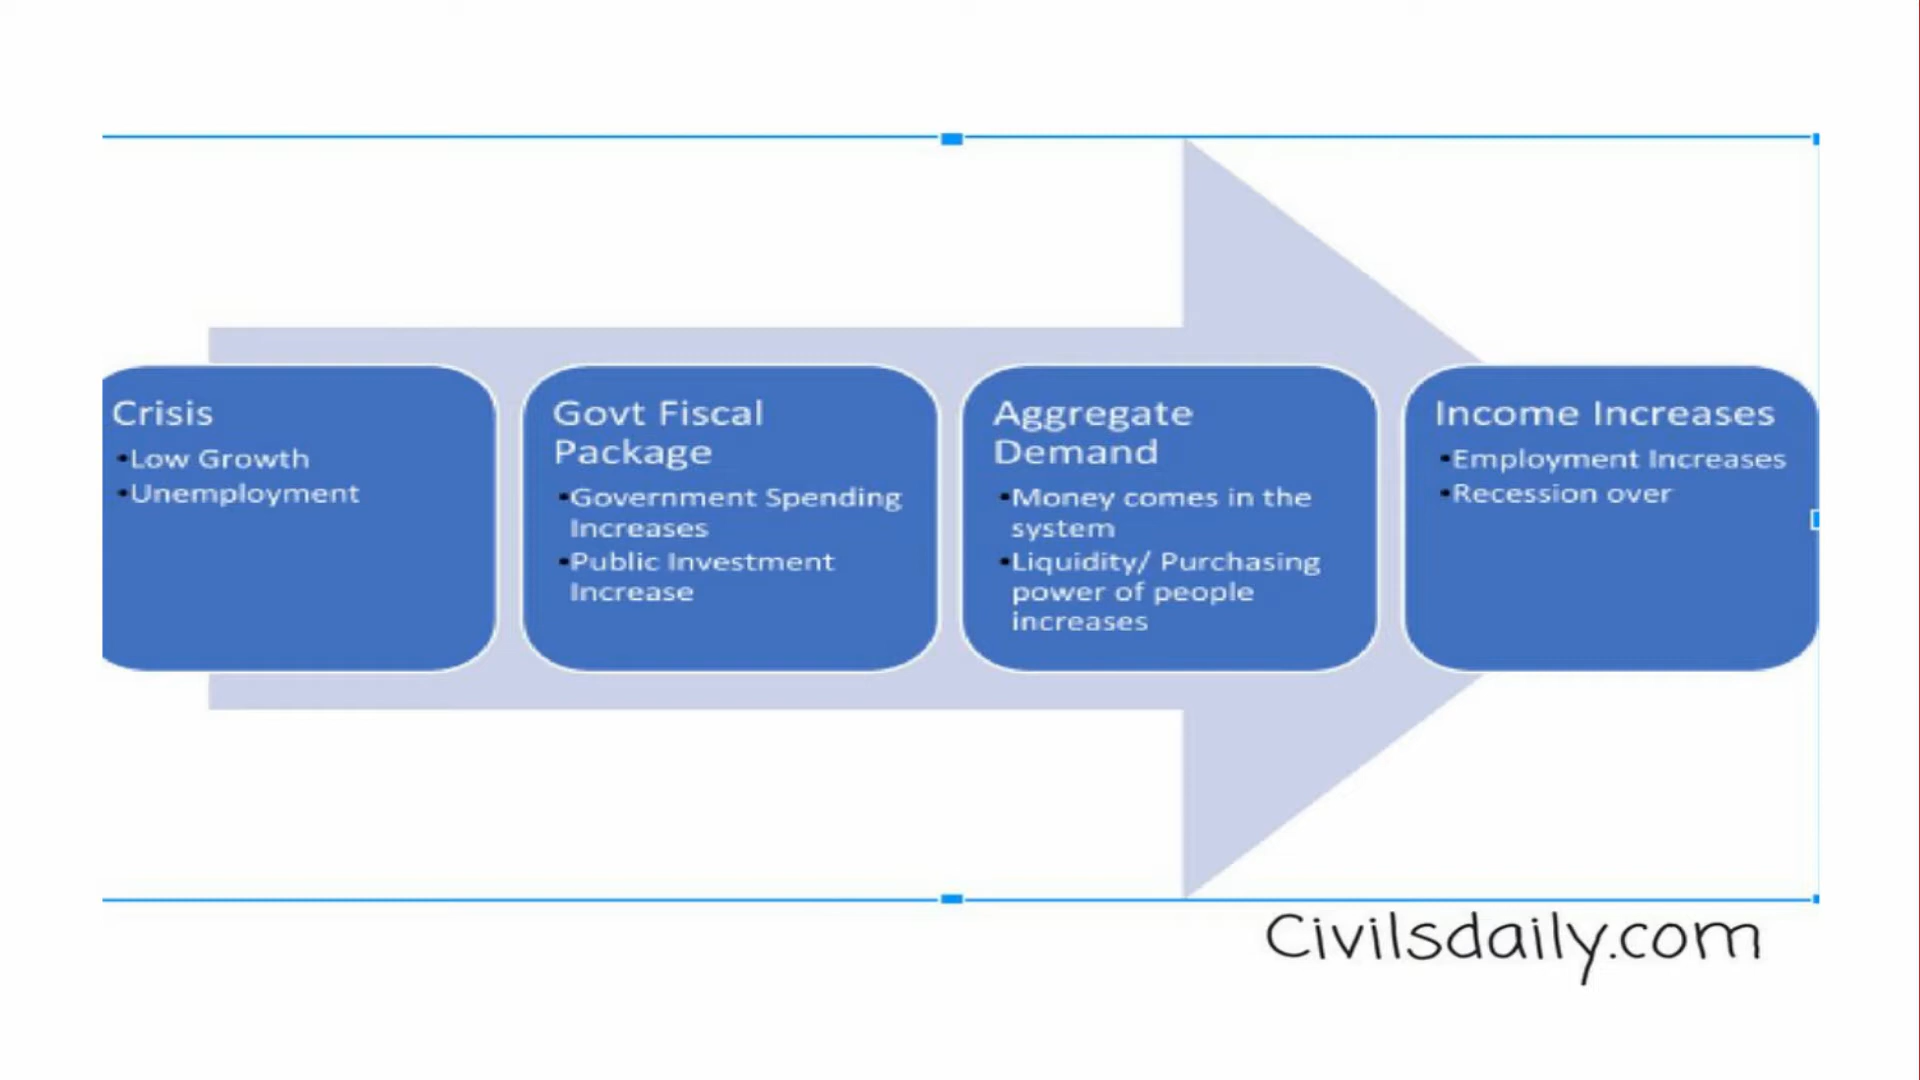 Crisis
•Low Growth
•Unemployment
Govt Fiscal
Package
•Government Spending
Increases
•Public Investment
Increase
Aggregate
Demand
•Money comes in the
system
•Liquidity/ Purchasing
power of people
increases
Income Increases
•Employment Increases
•Recession over
Civilsdaily.com